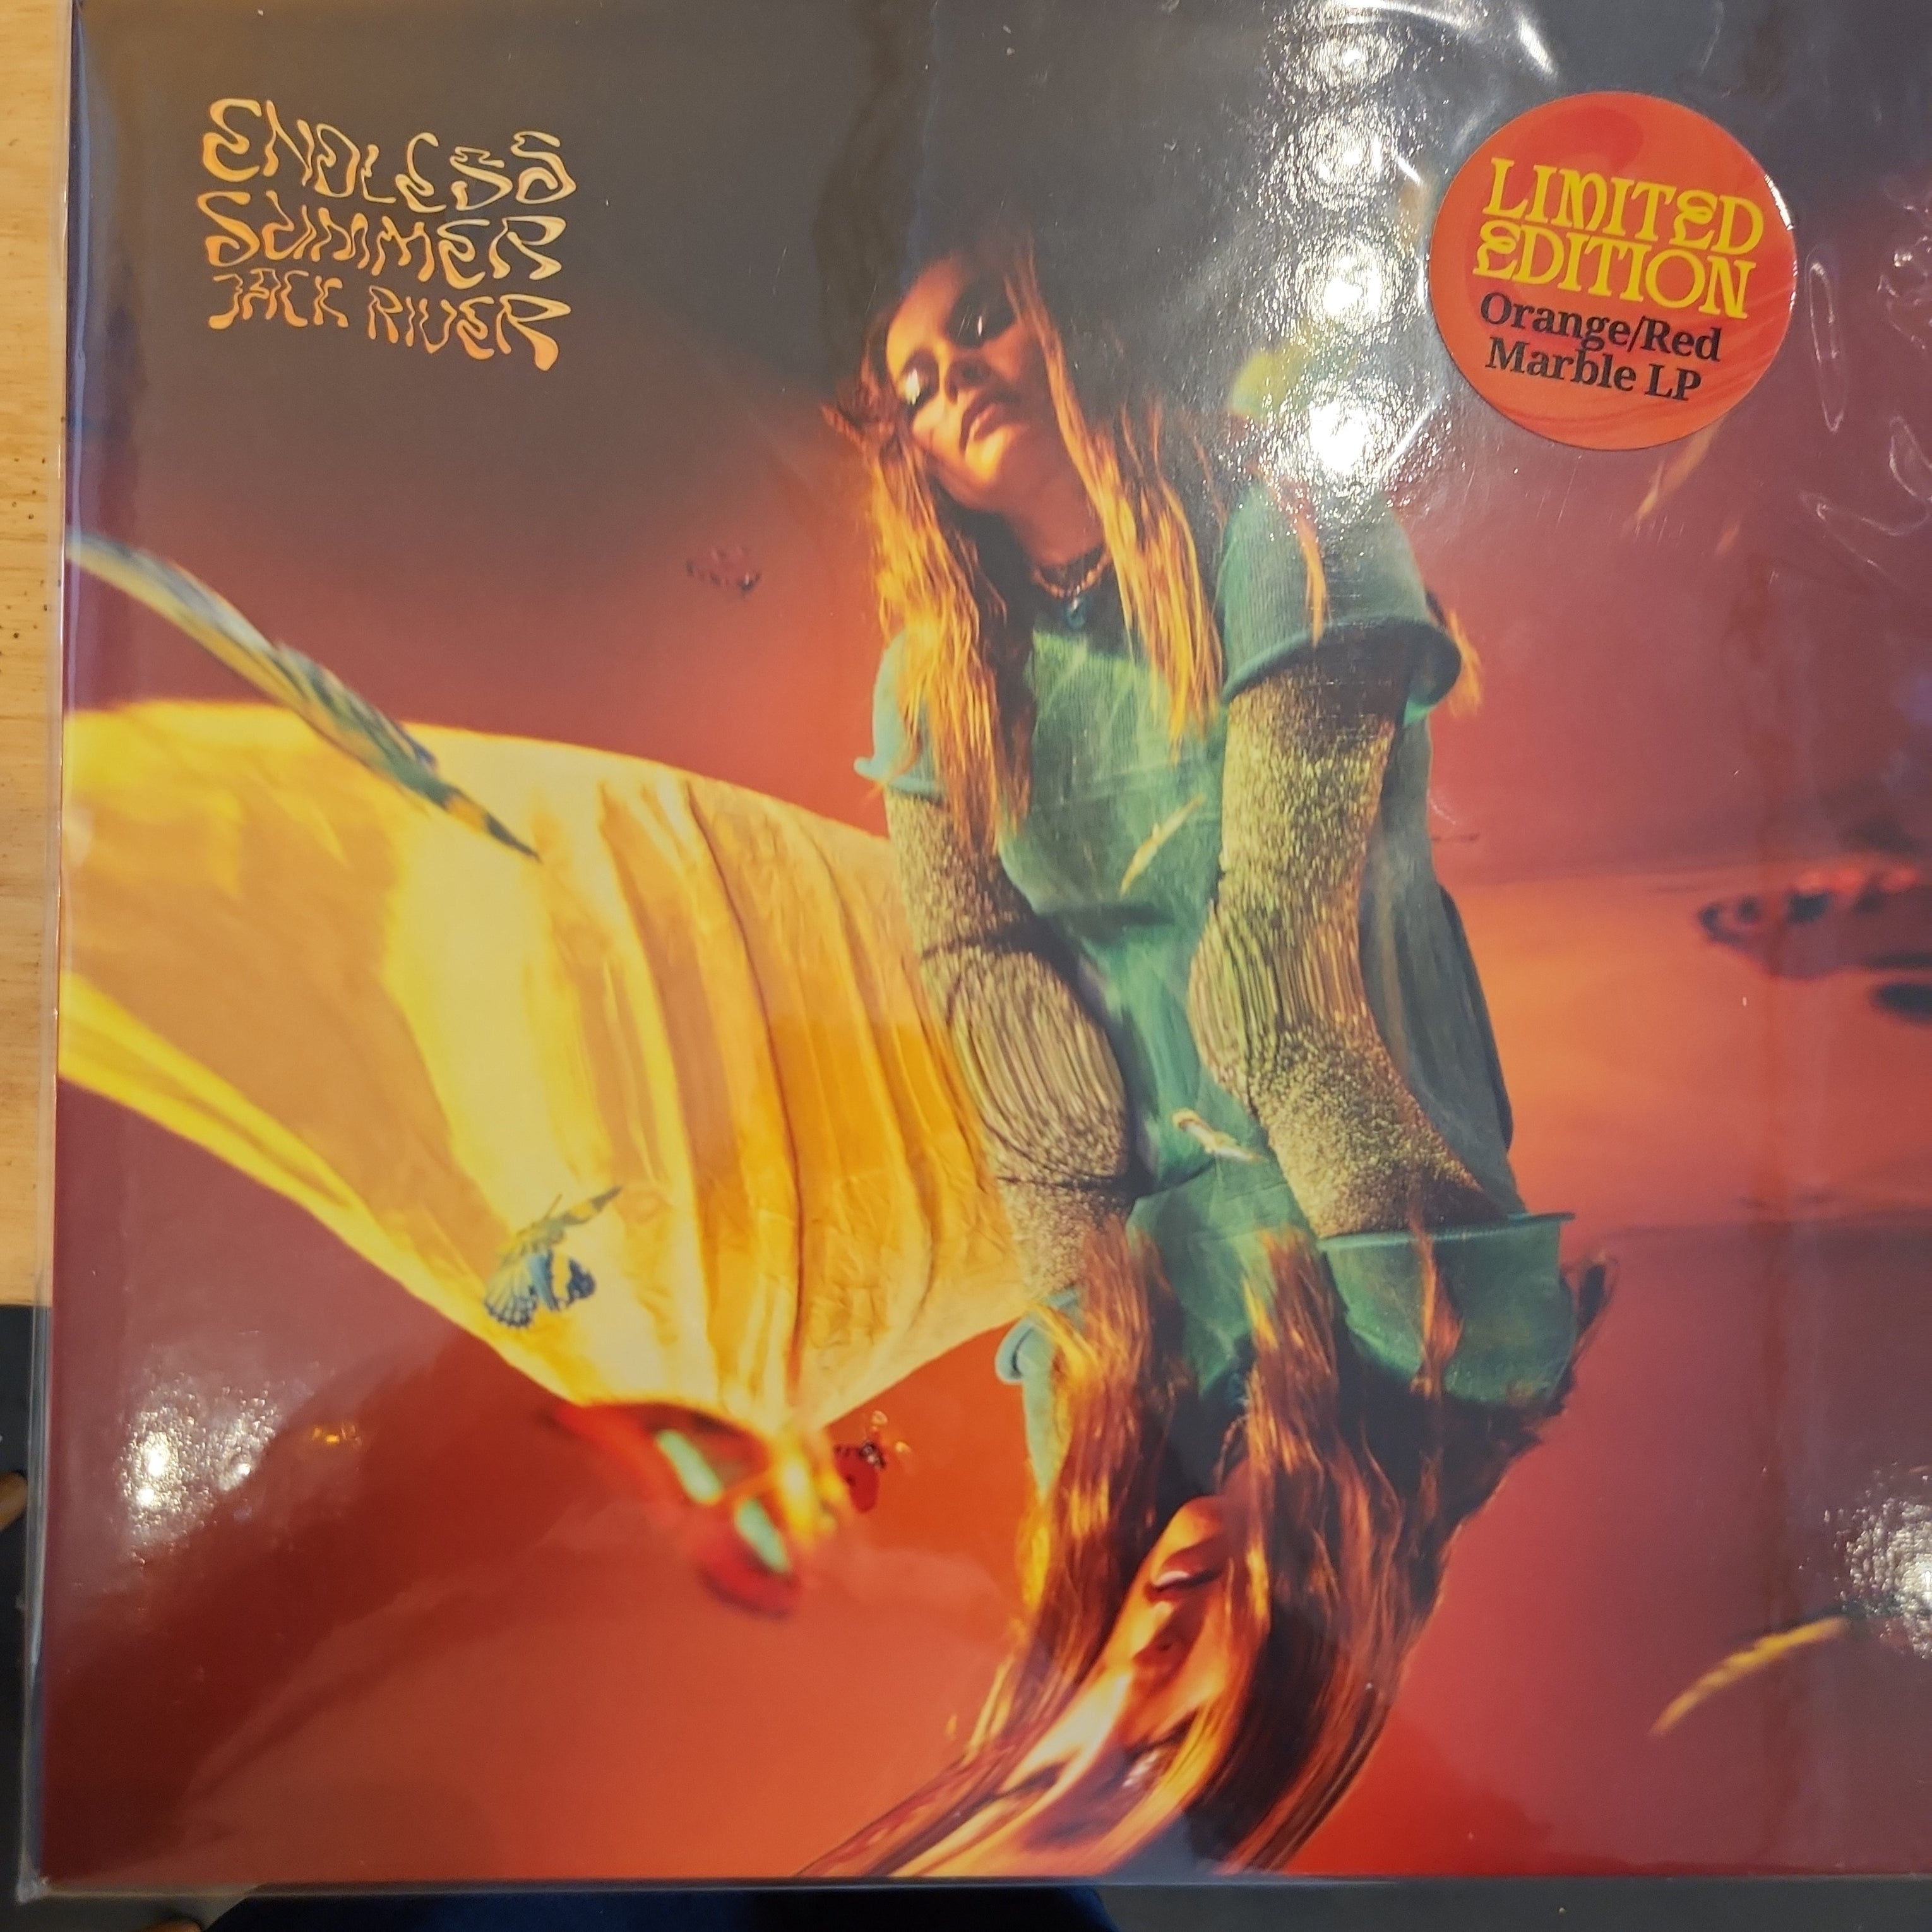 ENDLESS
SUMMER
JACK RIVER
LIMITED
EDITION
Orange/Red
Marble LP